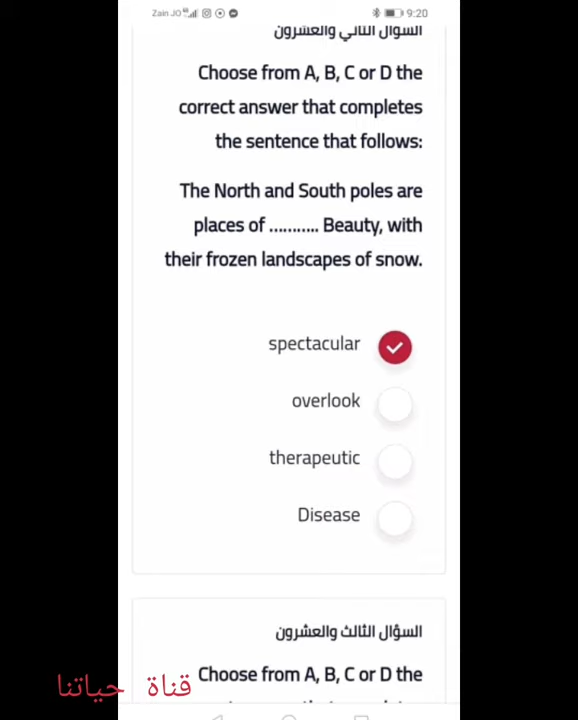 Zain JO 9:20
السؤال الثاني والعشرون
Choose from A, B, C or D the
correct answer that completes
the sentence that follows:
The North and South poles are
places of ........... Beauty, with
their frozen landscapes of snow.
spectacular
overlook
therapeutic
Disease
السؤال الثالث والعشرون
Choose from A, B, C or D the
قناة حياتنا